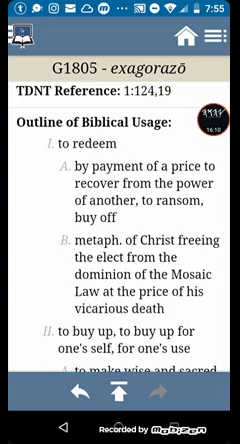 7:55
G1805 - exagorazō
TDNT Reference: 1:124,19
Outline of Biblical Usage:
16:10
I. to redeem
A. by payment of a price to
recover from the power
of another, to ransom,
buy off
B. metaph. of Christ freeing
the elect from the
dominion of the Mosaic
Law at the price of his
vicarious death
II. to buy up, to buy up for
one's self, for one's use
A. to make wise and sacred
Recorded by Mobizen